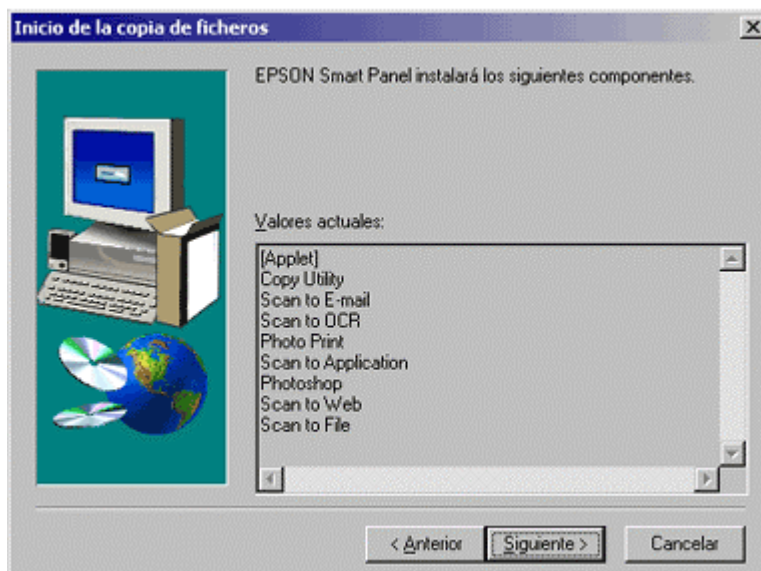 Inicio de la copia de ficheros
EPSON Smart Panel instalará los siguientes componentes.
Valores actuales:
[Applet]
Copy Utility
Scan to E-mail
Scan to OCR
Photo Print
Scan to Application
Photoshop
Scan to Web
Scan to File
< Anterior
Siguiente >
Cancelar